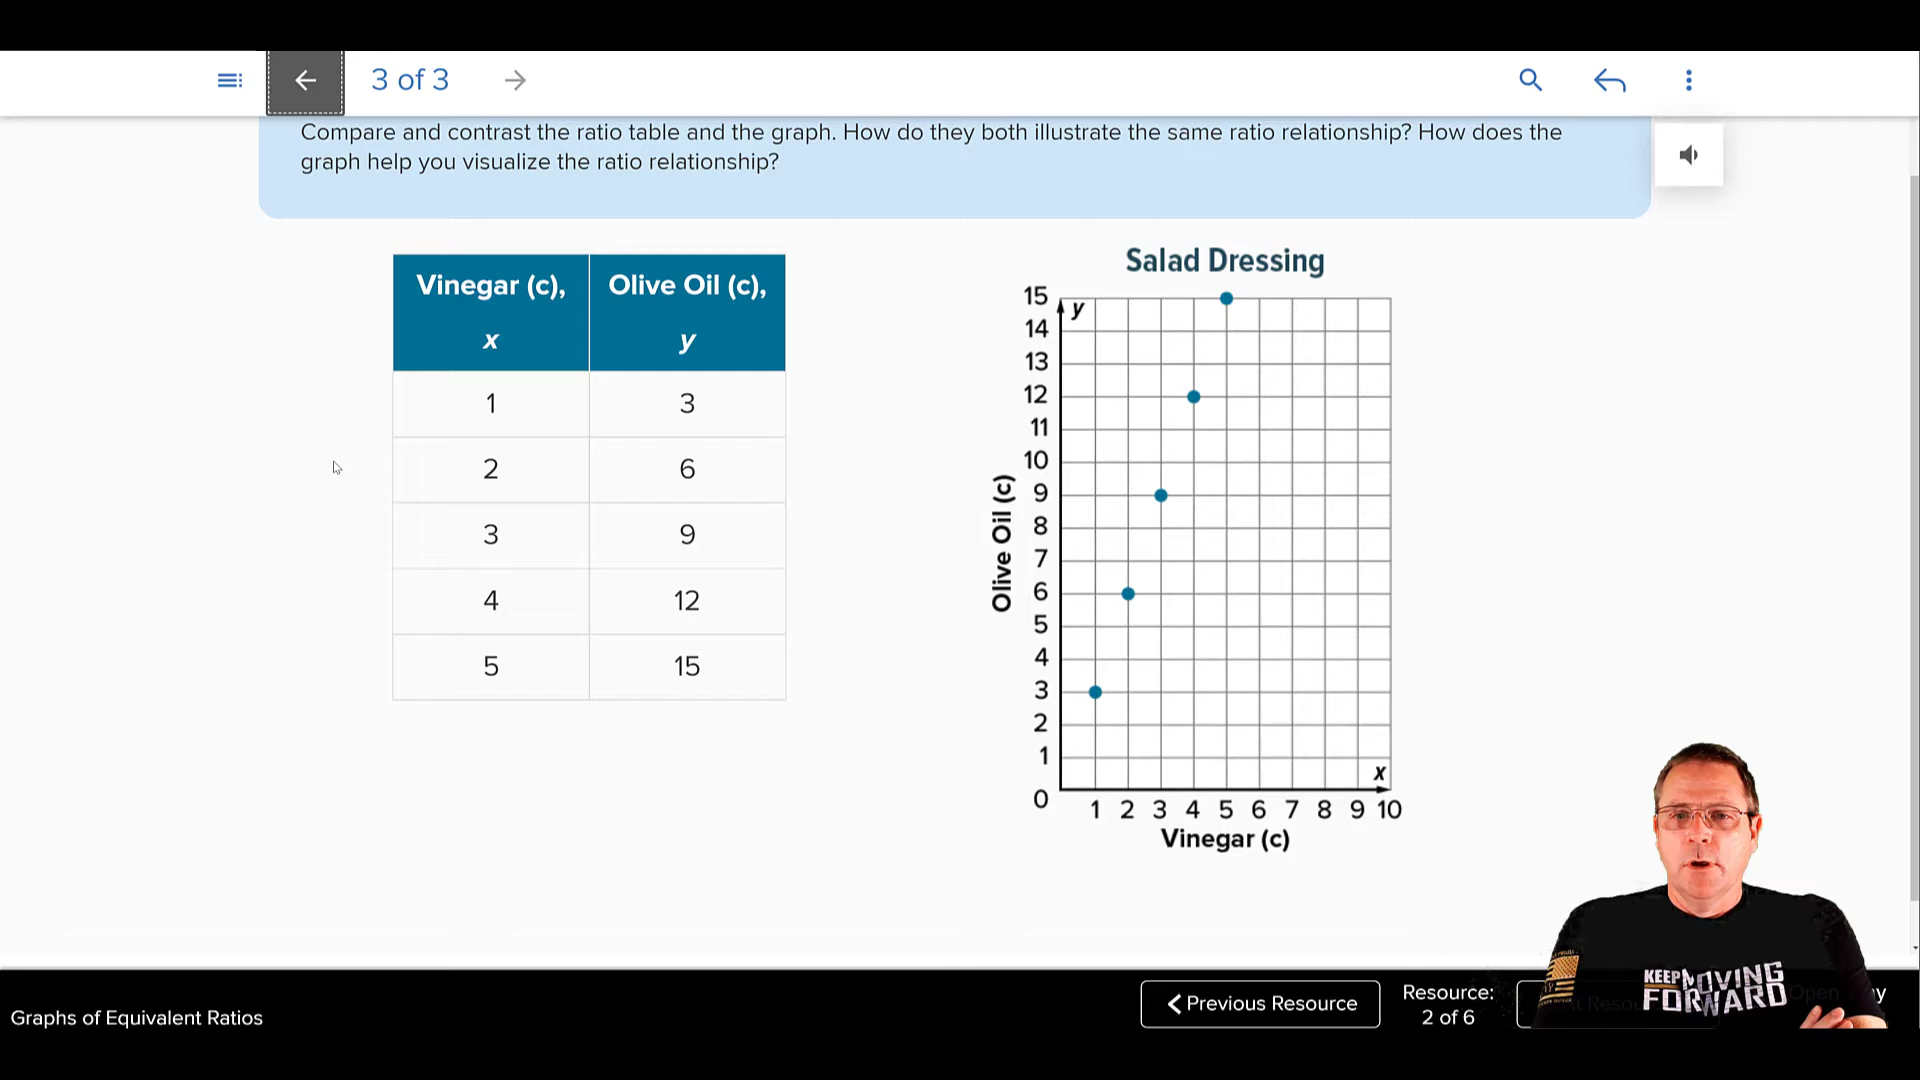 3 of 3
Compare and contrast the ratio table and the graph. How do they both illustrate the same ratio relationship? How does the
graph help you visualize the ratio relationship?
Vinegar (c), Olive Oil (c),
x y
1 3
2 6
3 9
4 12
5 15
Salad Dressing
y
15
14
13
12
11
10
9
8
7
6
5
4
3
2
1
0
Olive Oil (c)
x
1 2 3 4 5 6 7 8 9 10
Vinegar (c)
KEEP MOVING
FORWARD
Graphs of Equivalent Ratios
Previous Resource
Resource:
2 of 6